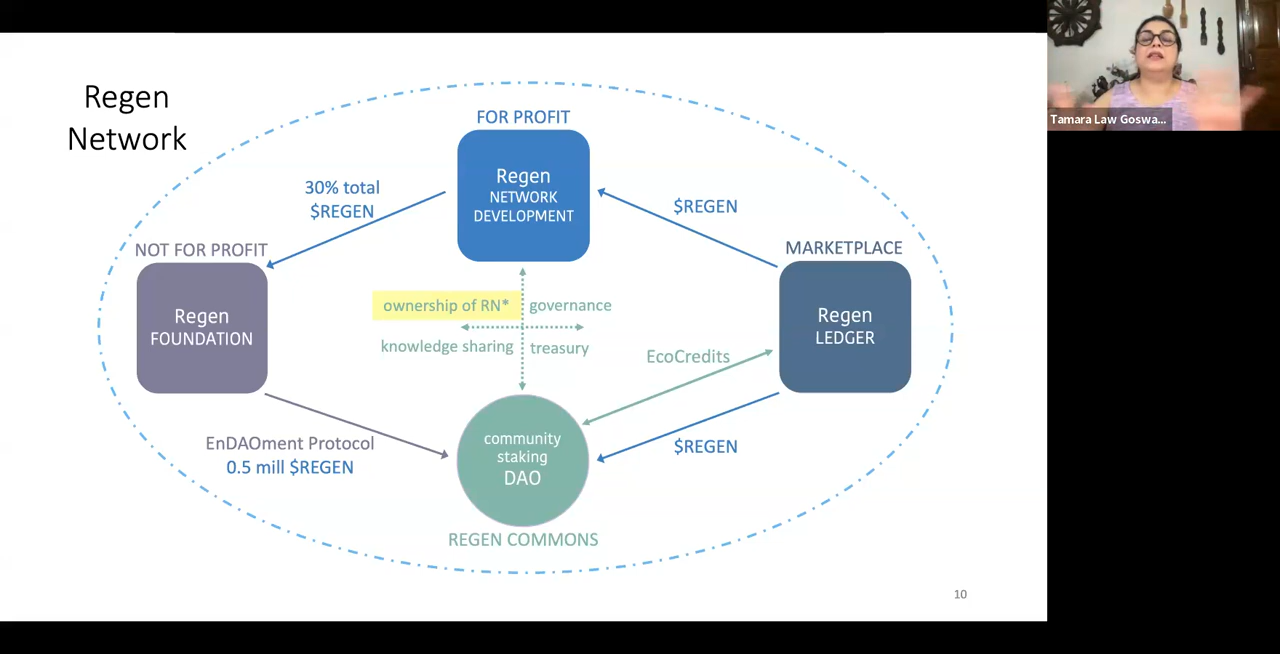 Regen
Network
FOR PROFIT
Regen
NETWORK
DEVELOPMENT
30% total
$REGEN
$REGEN
NOT FOR PROFIT
Regen
FOUNDATION
MARKETPLACE
Regen
LEDGER
ownership of RN*
governance
knowledge sharing
treasury
EcoCredits
EnDAOment Protocol
0.5 mill $REGEN
community
staking
DAO
$REGEN
REGEN COMMONS
10
Tamara Law Goswa...